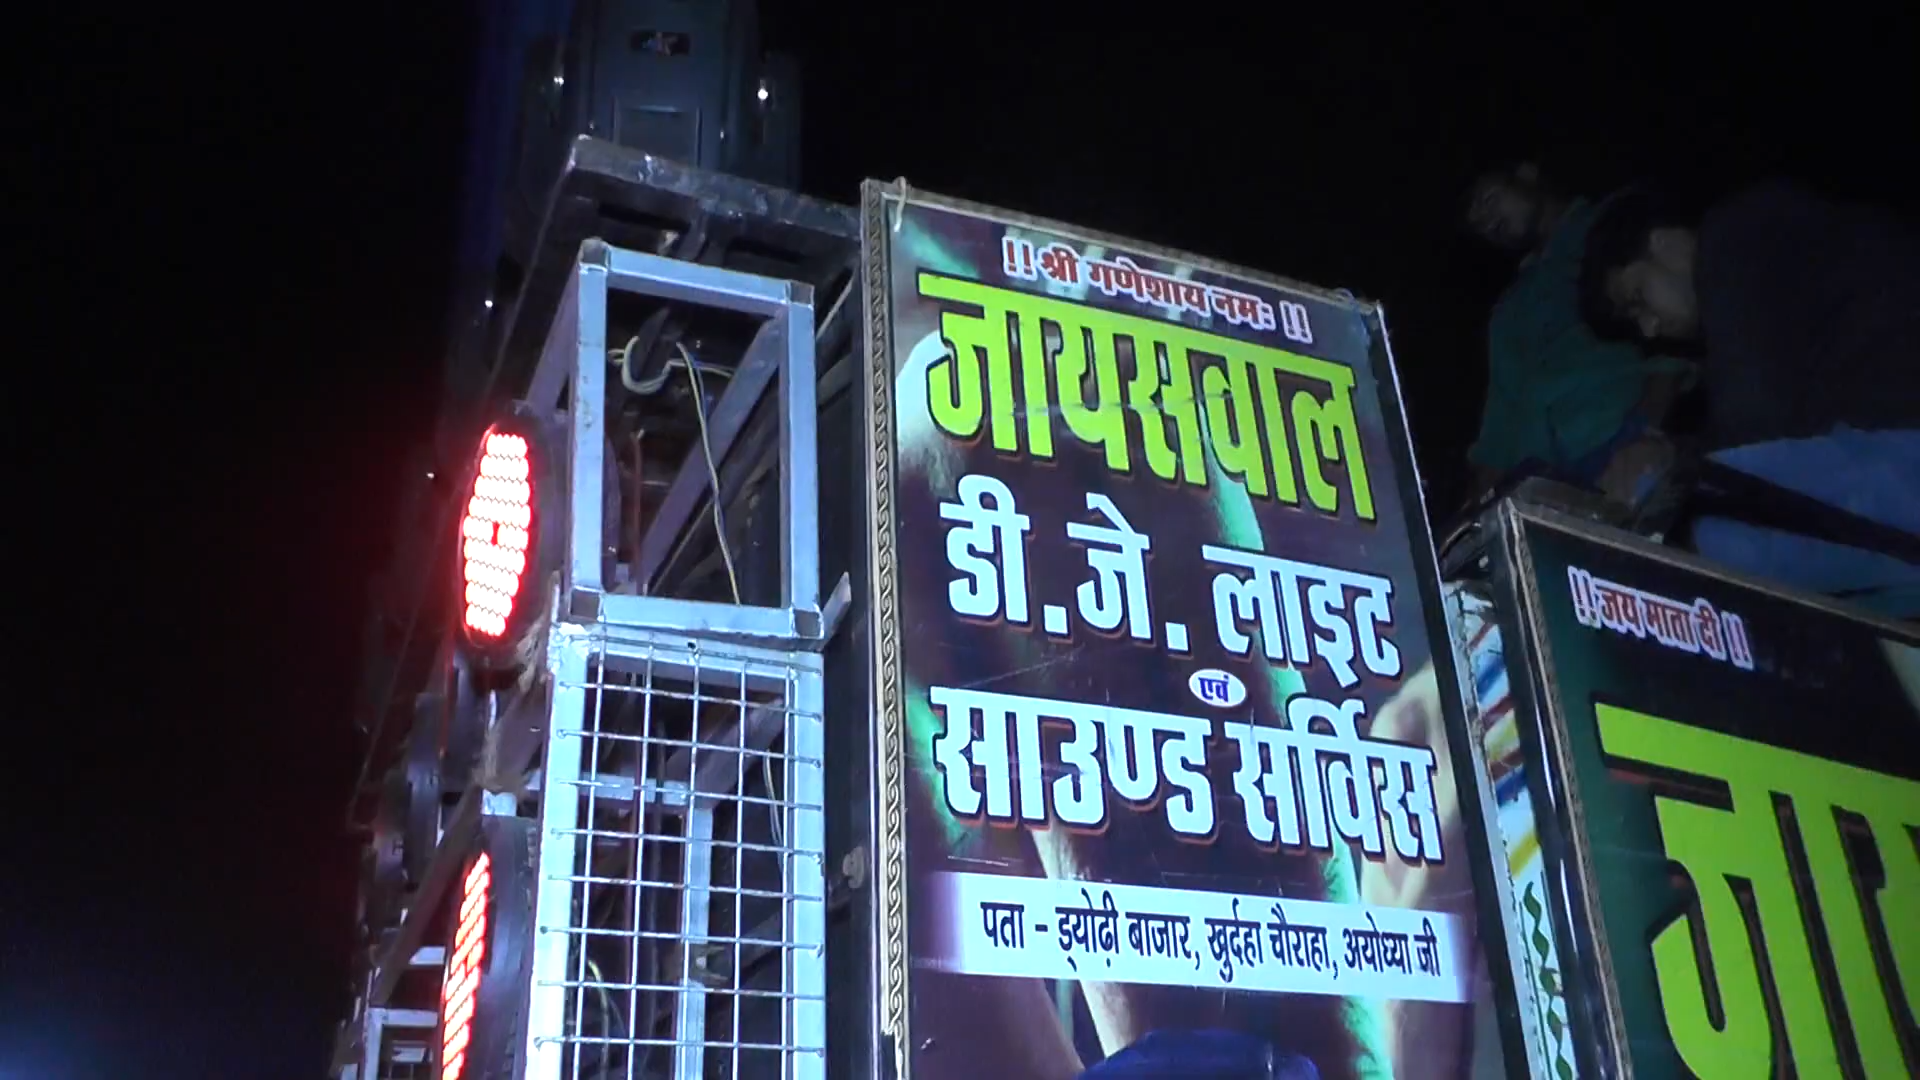 !! श्री गणेशाय नमः !!
जायसवाल
डी.जे. लाइट
एवं
साउण्ड सर्विस
पता - ड्योढ़ी बाजार, खुर्दहा चौराहा, अयोध्या जी
!! जय माता दी !!